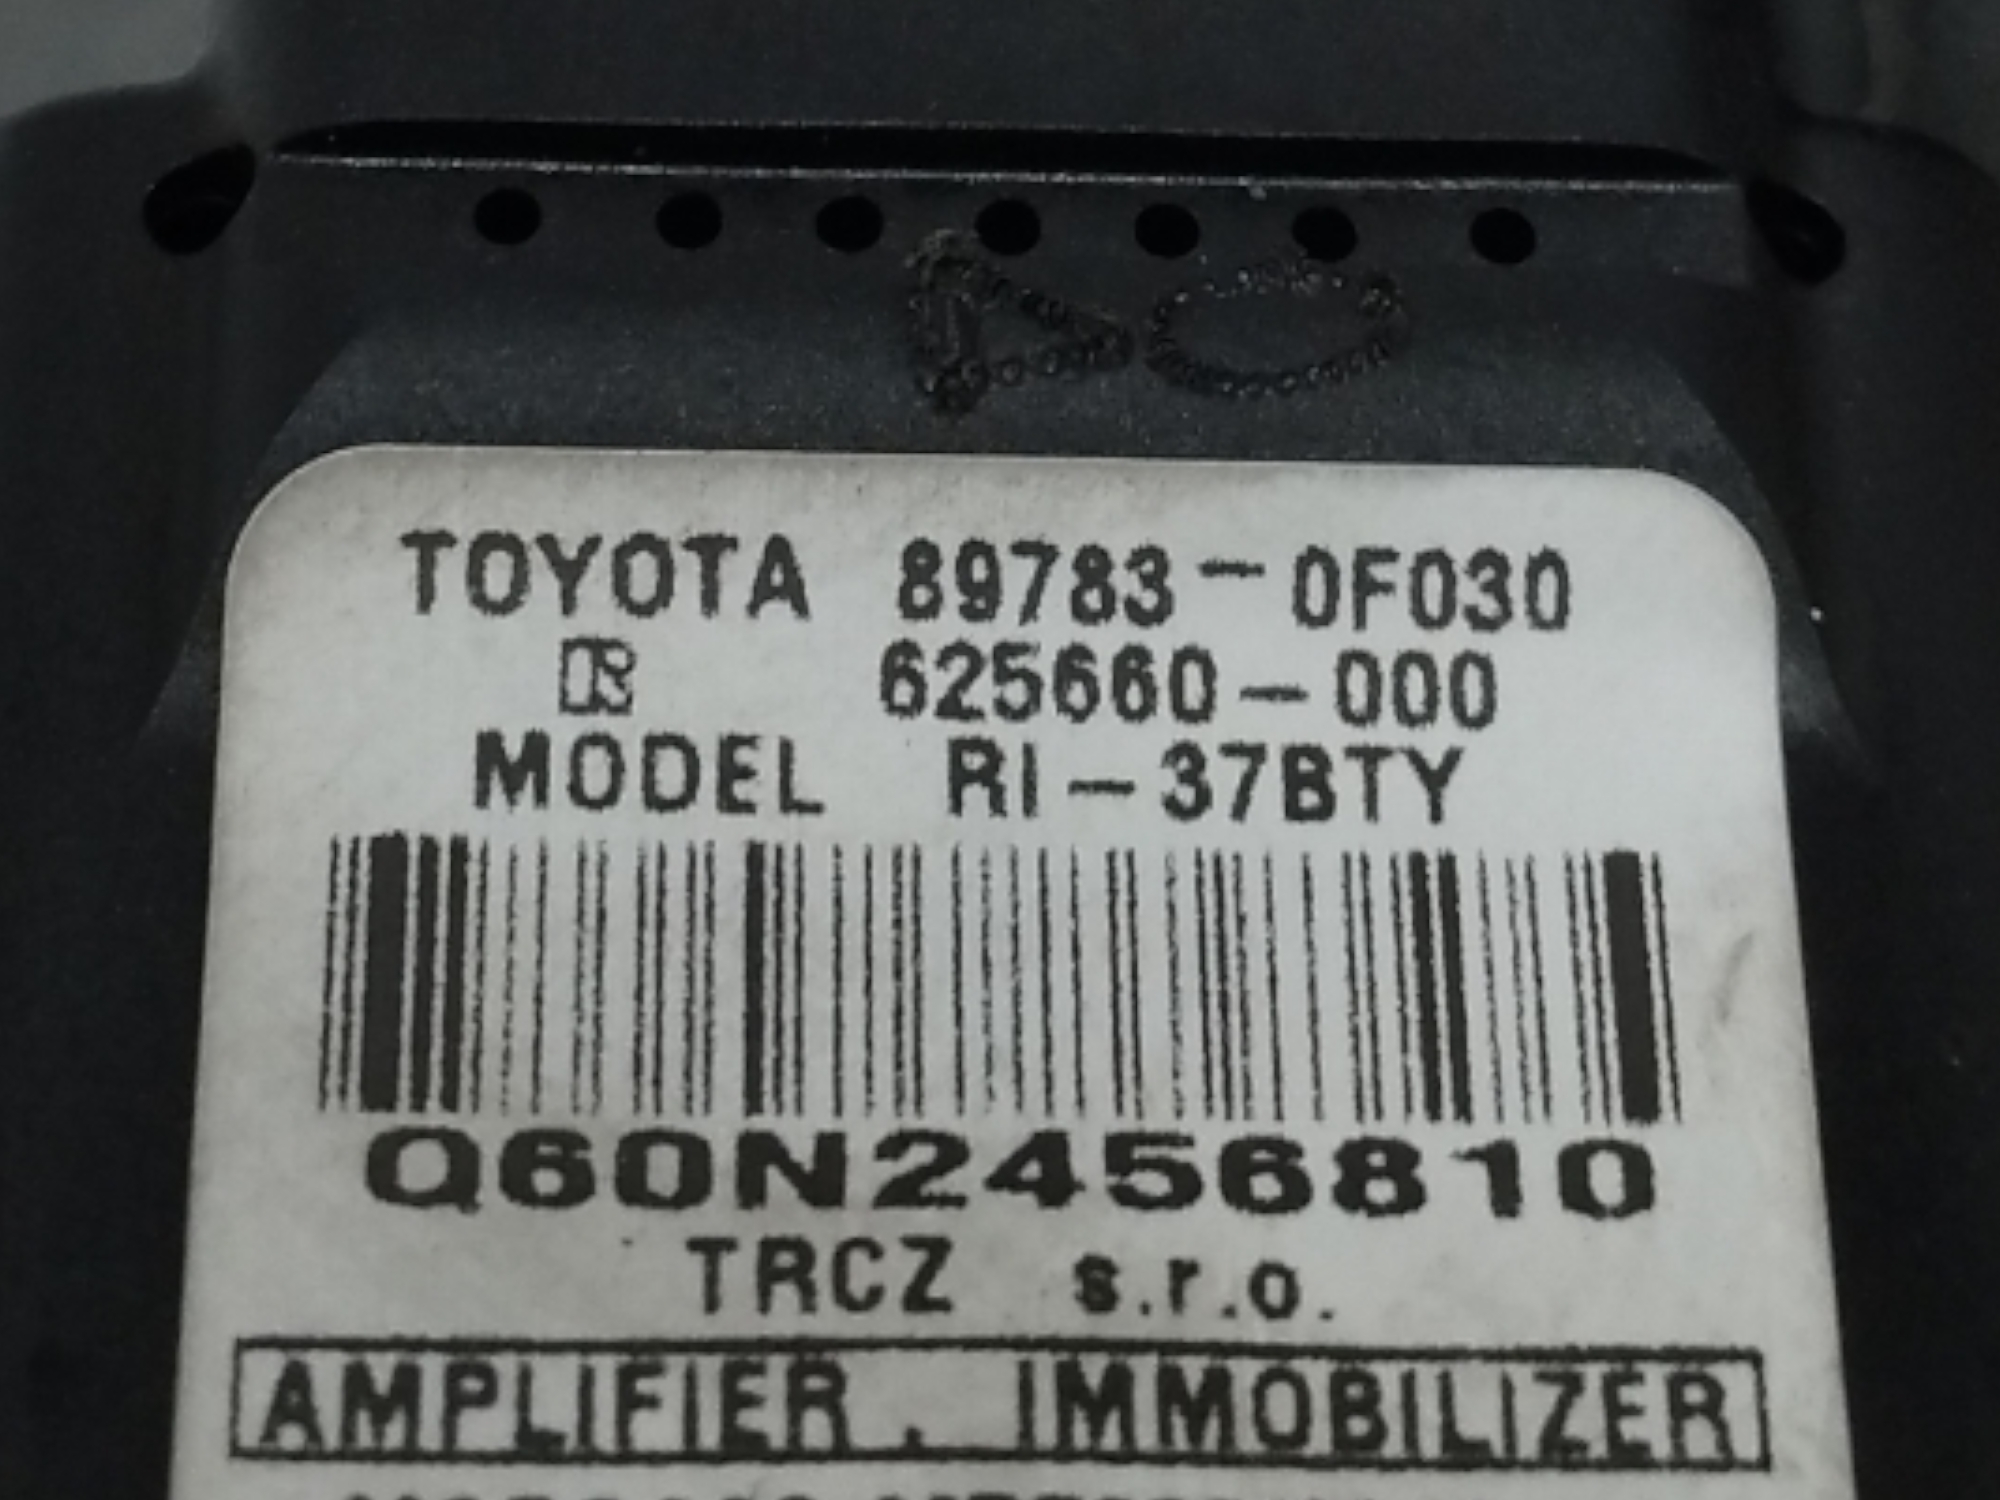 TOYOTA 89783-0F030
625660-000
MODEL RI-37BTY
Q60N2456810
TRCZ s.r.o.
AMPLIFIER, IMMOBILIZER